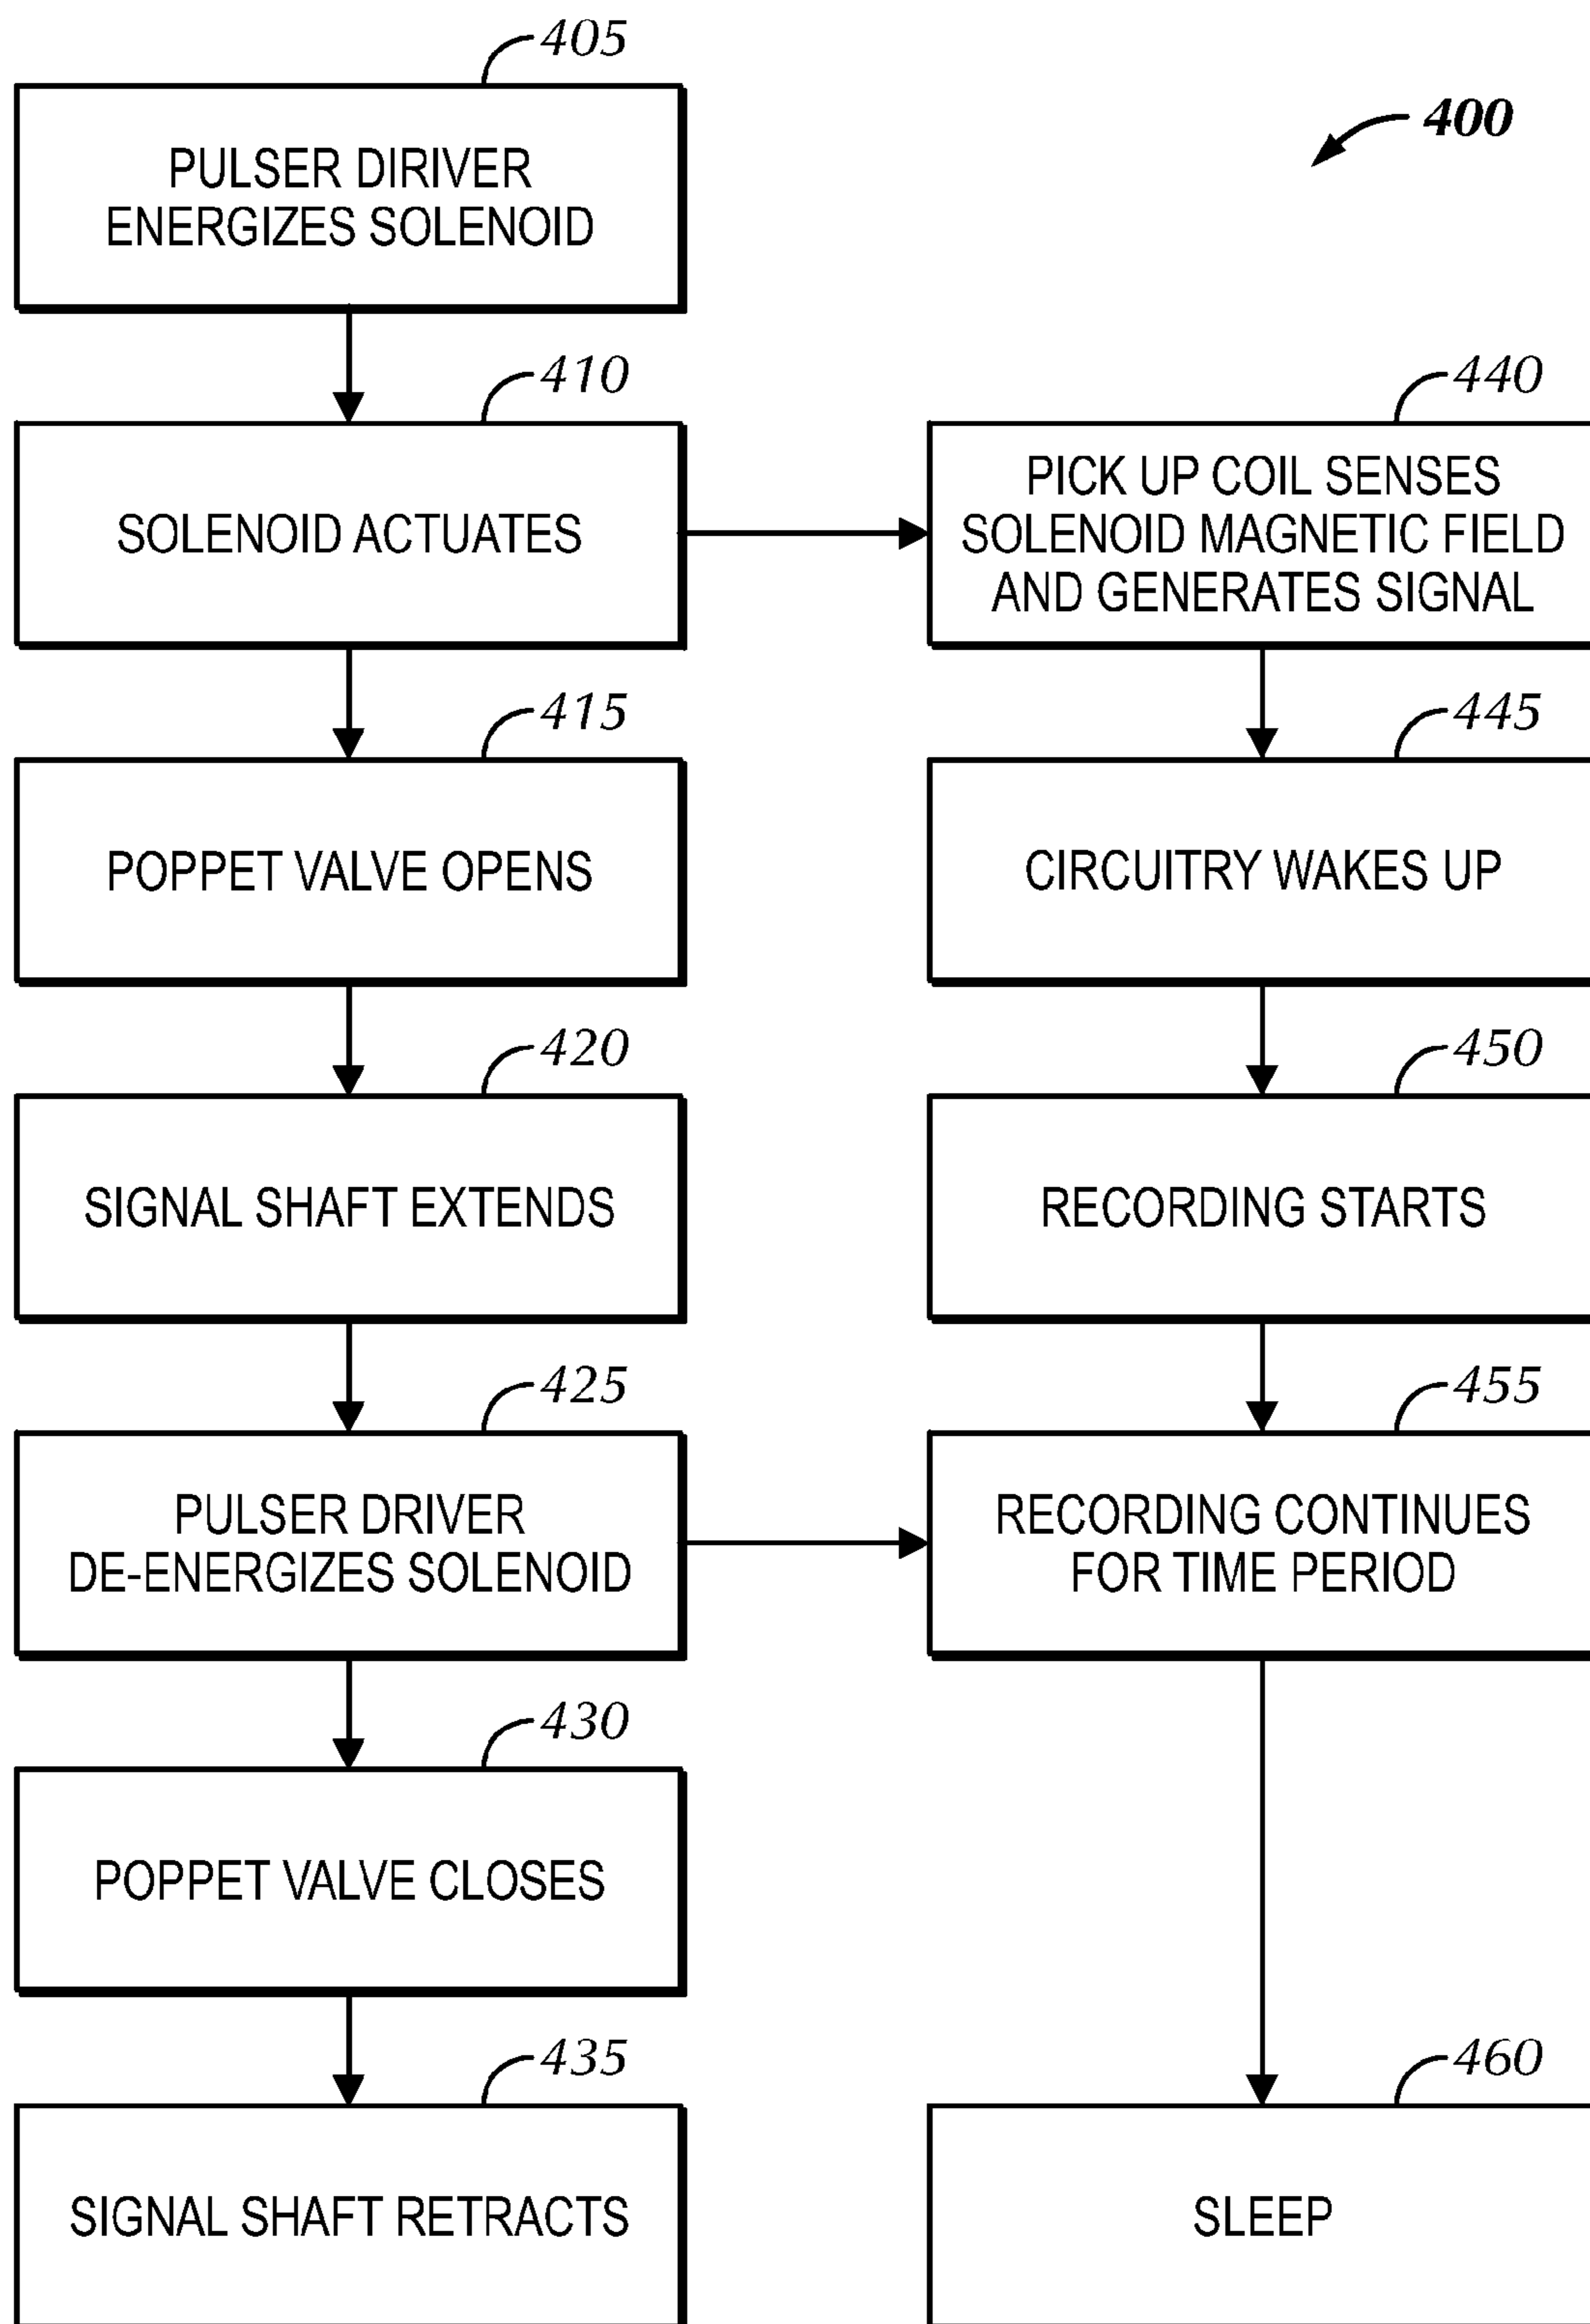 405
PULSER DIRIVER
ENERGIZES SOLENOID
400
410
SOLENOID ACTUATES
440
PICK UP COIL SENSES
SOLENOID MAGNETIC FIELD
AND GENERATES SIGNAL
415
POPPET VALVE OPENS
445
CIRCUITRY WAKES UP
420
SIGNAL SHAFT EXTENDS
450
RECORDING STARTS
425
PULSER DRIVER
DE-ENERGIZES SOLENOID
455
RECORDING CONTINUES
FOR TIME PERIOD
430
POPPET VALVE CLOSES
435
SIGNAL SHAFT RETRACTS
460
SLEEP